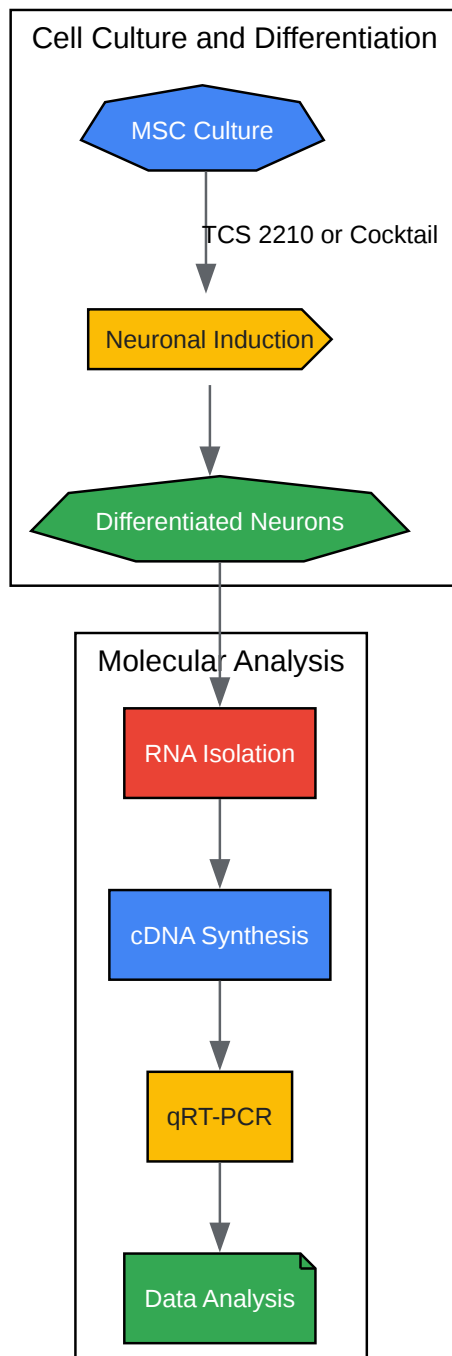 Cell Culture and Differentiation
MSC Culture
TCS 2210 or Cocktail
Neuronal Induction
Differentiated Neurons
Molecular Analysis
RNA Isolation
cDNA Synthesis
qRT-PCR
Data Analysis